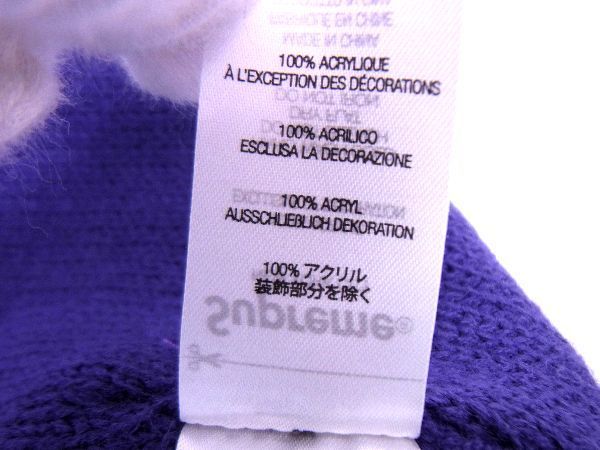 100% ACRYLIQUE
À L'EXCEPTION DES DÉCORATIONS
100% ACRILICO
ESCLUSA LA DECORAZIONE
100% ACRYL
AUSSCHLIEßLICH DEKORATION
100% アクリル
装飾部分を除く
Supreme®